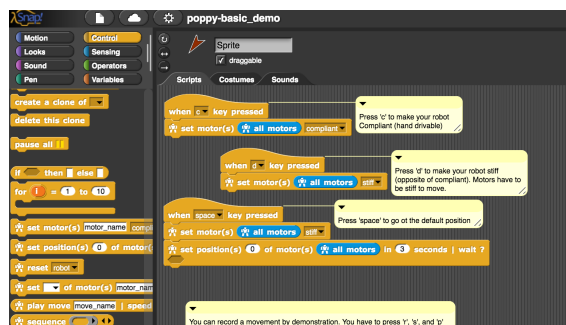 Snap!
poppy-basic_demo
Motion Control
Looks Sensing
Sound Operators
Pen Variables
Sprite
draggable
Scripts Costumes Sounds
create a clone of
delete this clone
pause all
if then else
for i = 1 to 10
set motor(s) motor_name compl
set position(s) 0 of motor(
reset robot
set of motor(s) motor_nam
play move move_name | speed
sequence
when c key pressed
set motor(s) all motors compliant
Press 'c' to make your robot
Compliant (hand drivable)
when d key pressed
set motor(s) all motors stiff
Press 'd' to make your robot stiff
(opposite of compliant). Motors have to
be stiff to move.
when space key pressed
set motor(s) all motors stiff
set position(s) 0 of motor(s) all motors in 3 seconds | wait ?
Press 'space' to go at the default position
You can record a movement by demonstration. You have to press 'r', 's', and 'p'